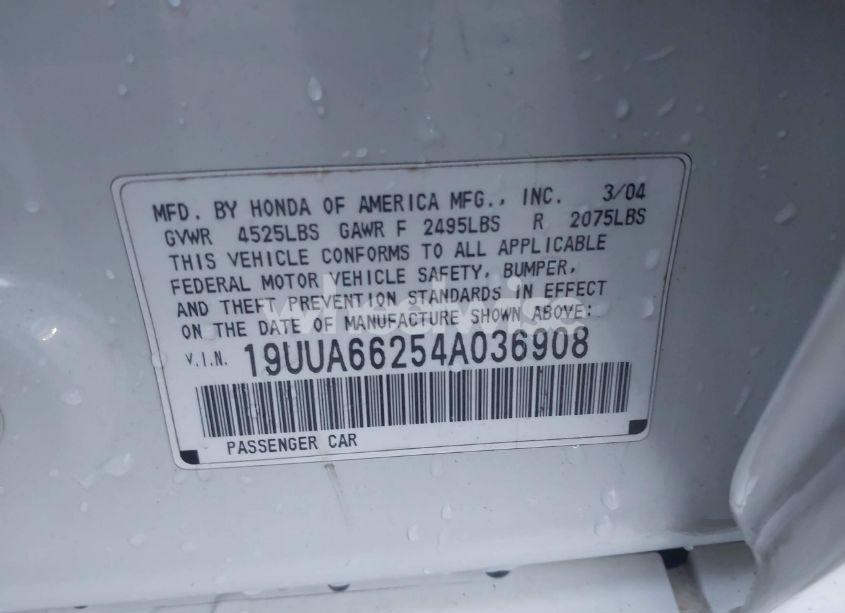 MFD. BY HONDA OF AMERICA MFG., INC. 3/04
GVWR 4525LBS GAWR F 2495LBS R 2075LBS
THIS VEHICLE CONFORMS TO ALL APPLICABLE
FEDERAL MOTOR VEHICLE SAFETY, BUMPER,
AND THEFT PREVENTION STANDARDS IN EFFECT
ON THE DATE OF MANUFACTURE SHOWN ABOVE:
V.I.N. 19UUA66254A036908
PASSENGER CAR
wheelwise